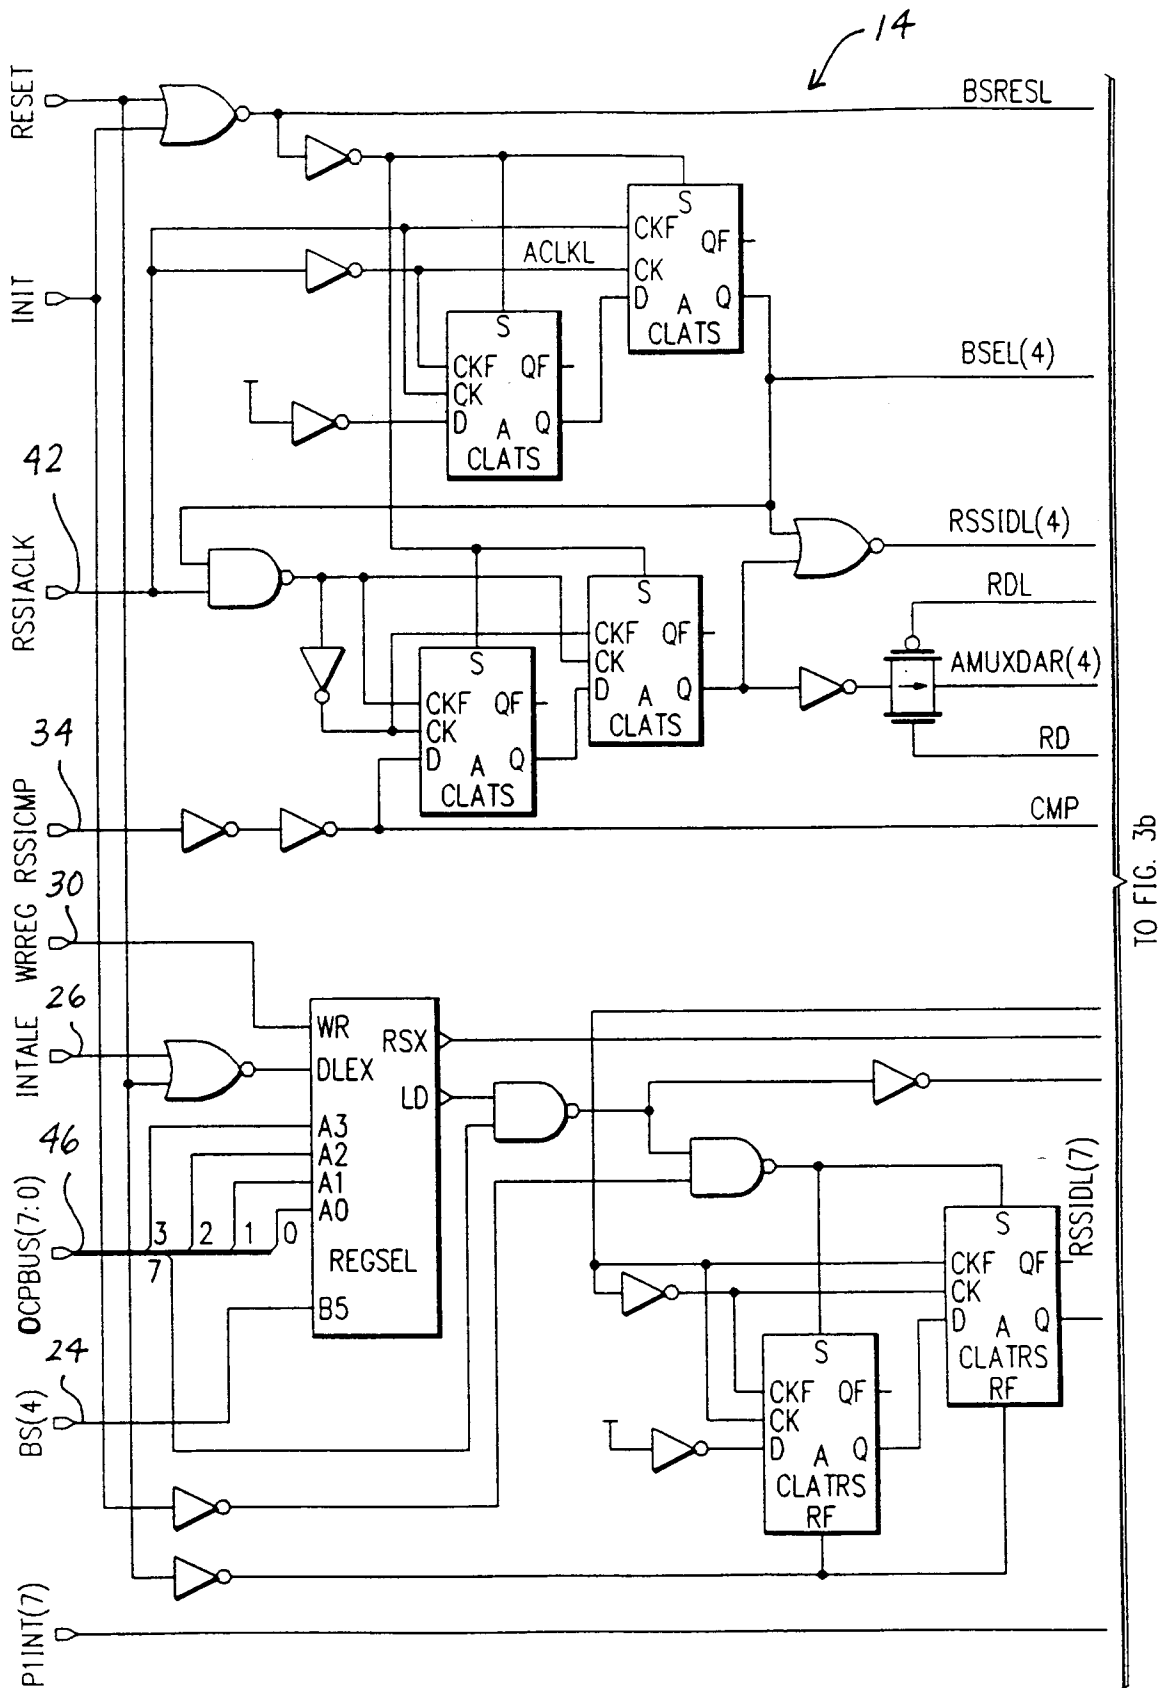 14
RESET
BSRESL
S
CKF
QF
INIT
ACLKL
CK
D
A
Q
CLATS
S
BSEL(4)
CKF
QF
CK
D
A
Q
CLATS
42
RSSIACLK
RSSIDL(4)
RDL
S
CKF
QF
CK
S
AMUXDAR(4)
D
A
Q
CLATS
CKF
QF
CK
RD
34
D
A
Q
CLATS
RSSICMP
CMP
TO FIG. 3b
30
WRREG
26
INTALE
WR
RSX
DLEX
LD
46
A3
A2
A1
A0
OCPBUS(7:0)
3
2
1
0
7
REGSEL
B5
RSSIDL(7)
S
CKF
QF
CK
D
A
Q
CLATRS
RF
24
BS(4)
S
CKF
QF
CK
D
A
Q
CLATRS
RF
P1INT(7)